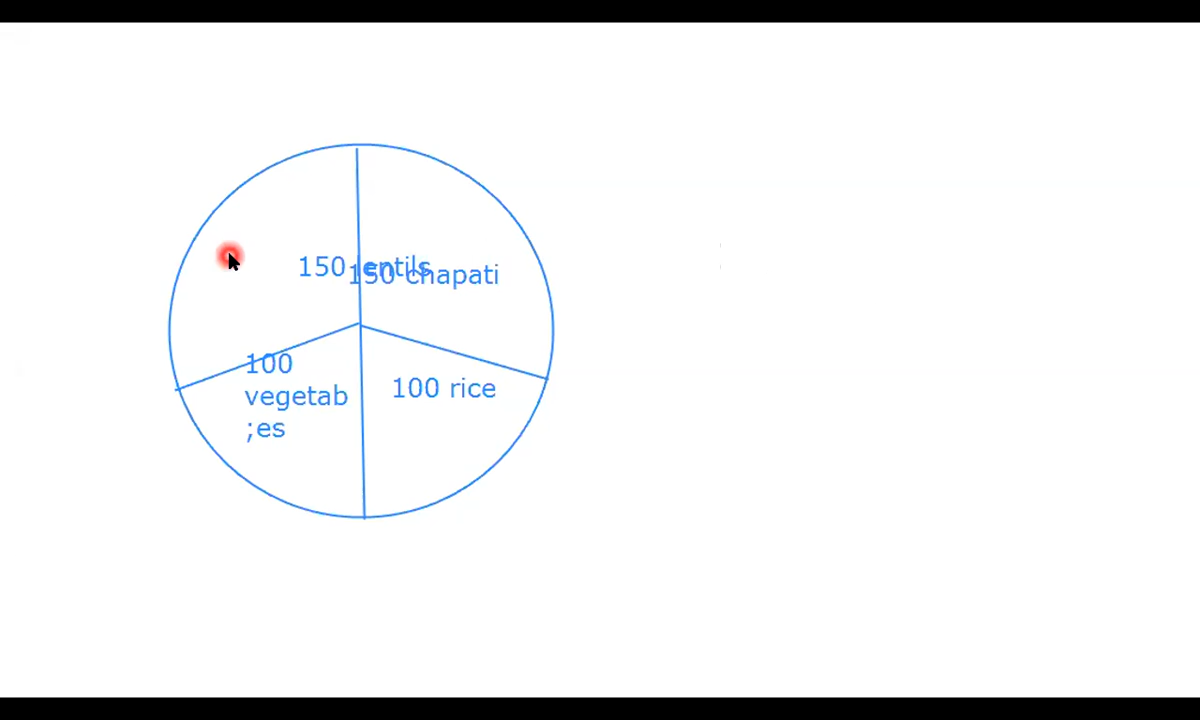 150 lentils
150 chapati
100
vegetab
;es
100 rice